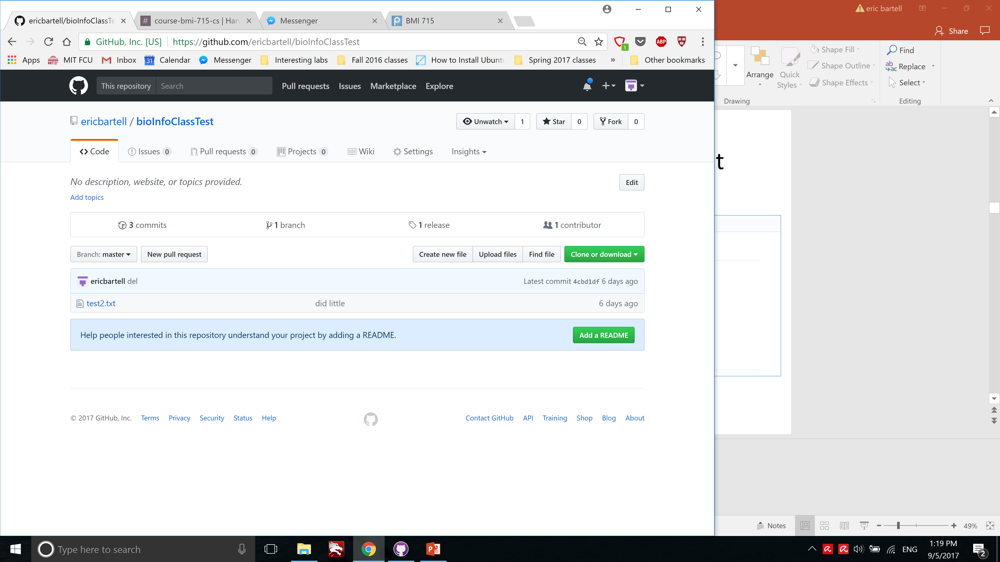 ericbartell/bioInfoClassTe
course-bmi-715-cs | Har
Messenger
BMI 715
eric bartell
Share
GitHub, Inc. [US]
https://github.com/ericbartell/bioInfoClassTest
1
ABP
Apps
MIT FCU
31
Inbox
Calendar
Messenger
Interesting labs
Fall 2016 classes
How to Install Ubunt
Spring 2017 classes
»
Other bookmarks
Arrange
Quick Styles
Shape Fill
Shape Outline
Shape Effects
Find
Replace
Select
Drawing
Editing
This repository
Search
Pull requests
Issues
Marketplace
Explore
ericbartell / bioInfoClassTest
Unwatch 1
Star 0
Fork 0
Code
Issues 0
Pull requests 0
Projects 0
Wiki
Settings
Insights
t
No description, website, or topics provided.
Edit
Add topics
3 commits
1 branch
1 release
1 contributor
Branch: master
New pull request
Create new file
Upload files
Find file
Clone or download
ericbartell del
Latest commit 4cbd1df 6 days ago
test2.txt
did little
6 days ago
Help people interested in this repository understand your project by adding a README.
Add a README
© 2017 GitHub, Inc.
Terms
Privacy
Security
Status
Help
Contact GitHub
API
Training
Shop
Blog
About
Notes
49%
Type here to search
ENG
1:19 PM
9/5/2017
2